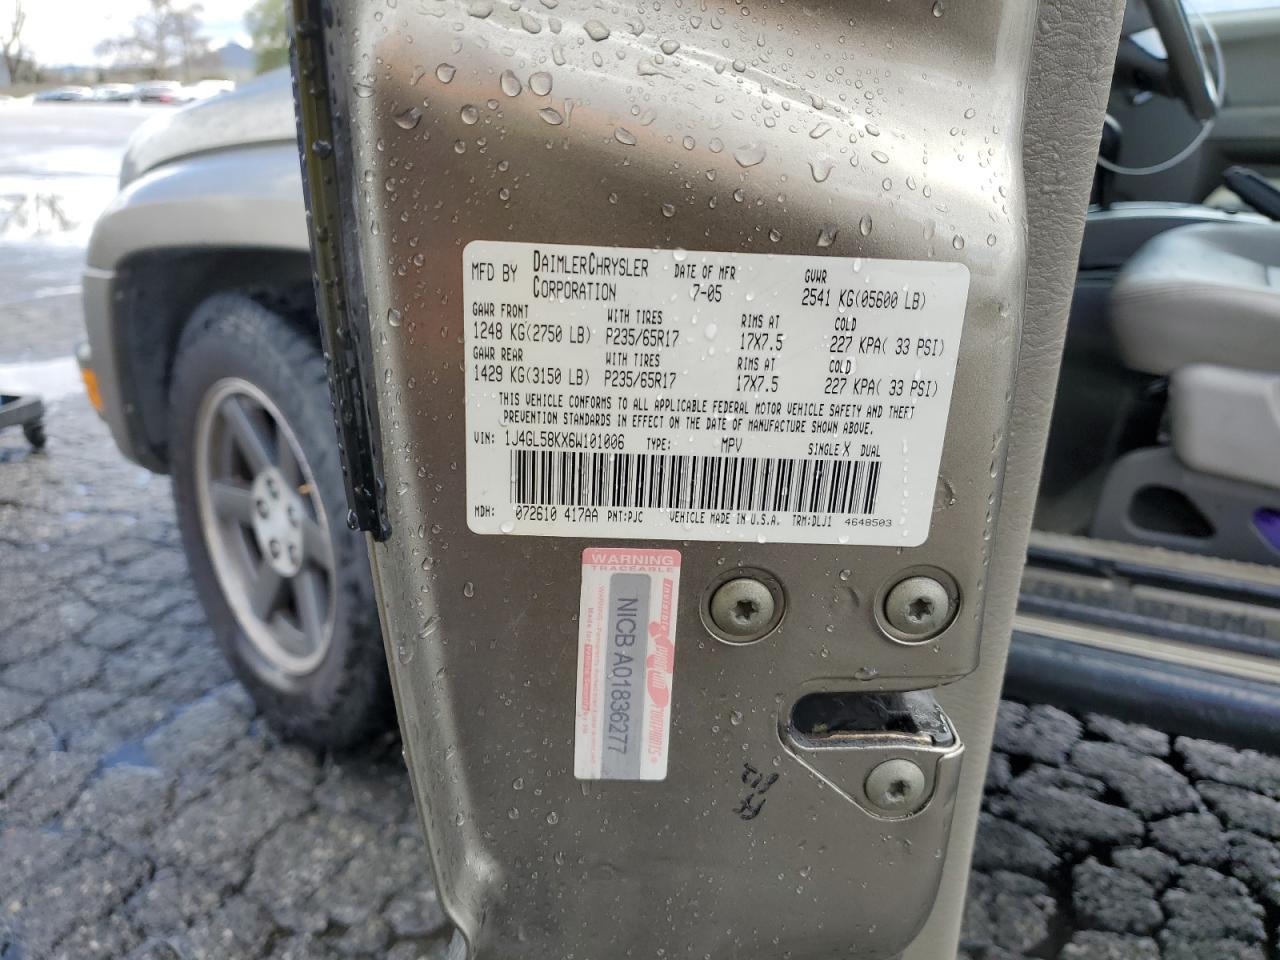 MFD BY DAIMLERCHRYSLER CORPORATION
DATE OF MFR 7-05
GVWR 2541 KG(05600 LB)
GAWR FRONT WITH TIRES RIMS AT COLD
1248 KG(2750 LB) P235/65R17 17X7.5 227 KPA( 33 PSI)
GAWR REAR WITH TIRES RIMS AT COLD
1429 KG(3150 LB) P235/65R17 17X7.5 227 KPA( 33 PSI)
THIS VEHICLE CONFORMS TO ALL APPLICABLE FEDERAL MOTOR VEHICLE SAFETY AND THEFT
PREVENTION STANDARDS IN EFFECT ON THE DATE OF MANUFACTURE SHOWN ABOVE.
VIN: 1J4GL58KX6W101006 TYPE: MPV SINGLE X DUAL
MDH: 072610 417AA PNT:PJC VEHICLE MADE IN U.S.A. TRM:DLJ1 4648503
WARNING
TRACEABLE
NICB A01836277